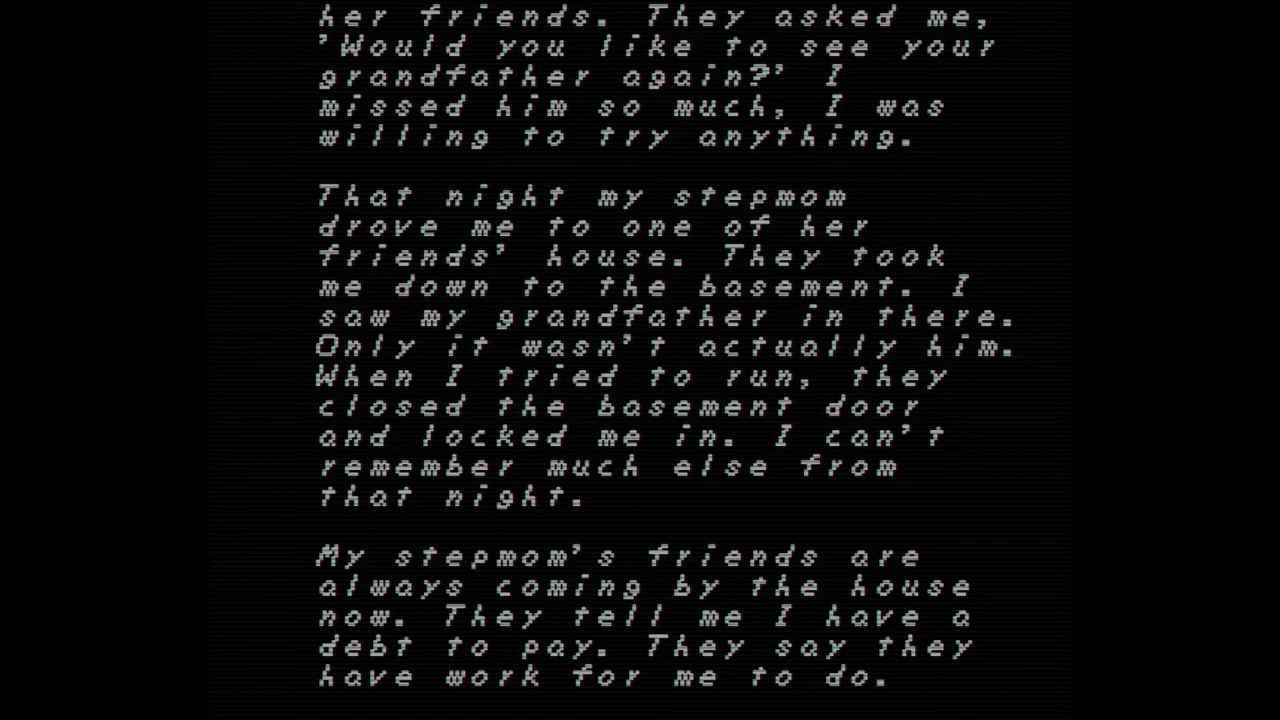 her friends. They asked me,
'Would you like to see your
grandfather again?' I
missed him so much, I was
willing to try anything.
That night my stepmom
drove me to one of her
friends' house. They took
me down to the basement. I
saw my grandfather in there.
Only it wasn't actually him.
When I tried to run, they
closed the basement door
and locked me in. I can't
remember much else from
that night.
My stepmom's friends are
always coming by the house
now. They tell me I have a
debt to pay. They say they
have work for me to do.